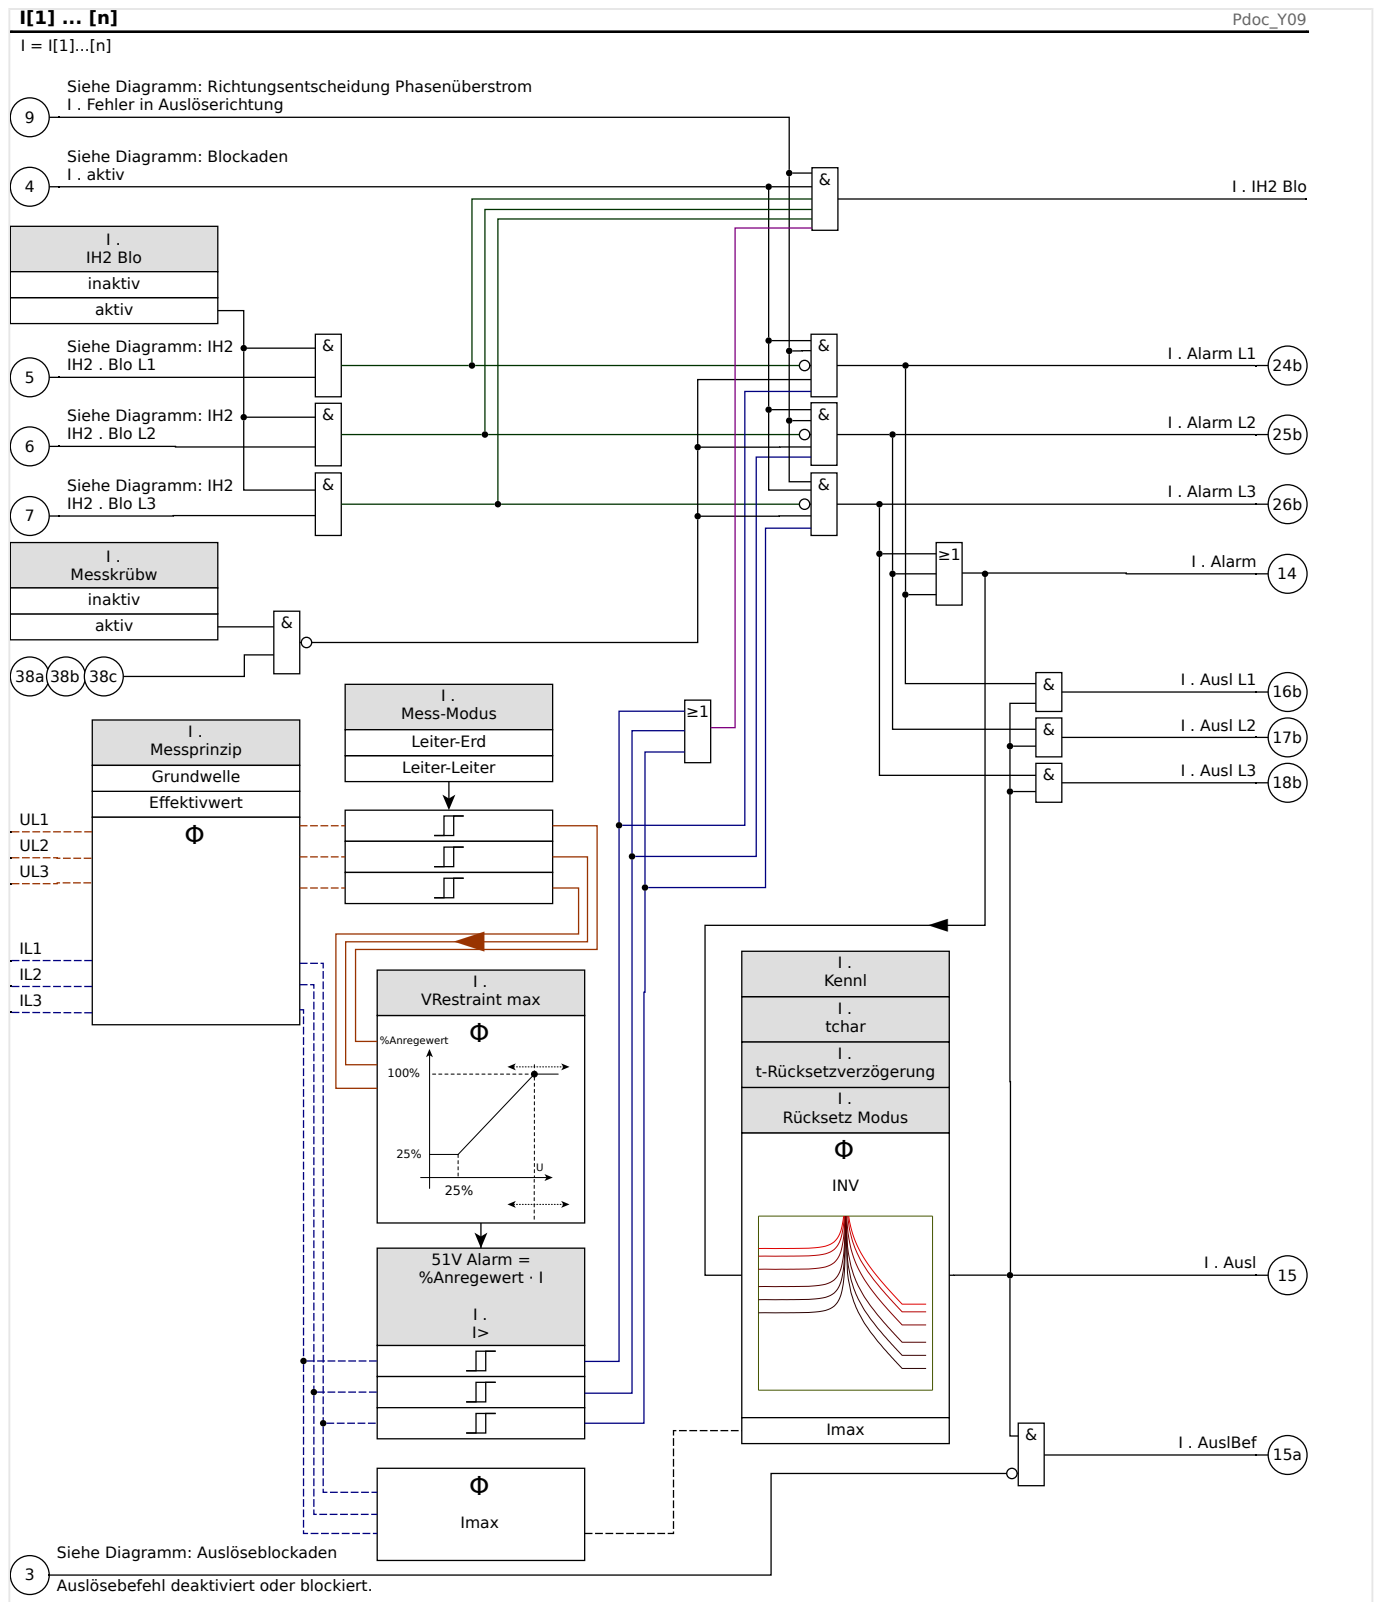 I[1] ... [n]
Pdoc_Y09
I = I[1]...[n]
Siehe Diagramm: Richtungsentscheidung Phasenüberstrom
I . Fehler in Auslöserichtung
9
Siehe Diagramm: Blockaden
I . aktiv
4
&
I . IH2 Blo
I .
IH2 Blo
inaktiv
aktiv
Siehe Diagramm: IH2
IH2 . Blo L1
5
&
&
I . Alarm L1
24b
Siehe Diagramm: IH2
IH2 . Blo L2
6
&
&
I . Alarm L2
25b
Siehe Diagramm: IH2
IH2 . Blo L3
7
&
&
I . Alarm L3
26b
I .
Messkrübw
inaktiv
aktiv
&
38a
38b
38c
≥1
I . Alarm
14
&
I . Ausl L1
16b
&
I . Ausl L2
17b
&
I . Ausl L3
18b
I .
Mess-Modus
Leiter-Erd
Leiter-Leiter
≥1
I .
Messprinzip
Grundwelle
Effektivwert
Φ
UL1
UL2
UL3
IL1
IL2
IL3
I .
VRestraint max
Φ
%Anregewert
100%
25%
U
25%
51V Alarm =
%Anregewert · I
I .
I>
Φ
Imax
I .
Kennl
I .
tchar
I .
t-Rücksetzverzögerung
I .
Rücksetz Modus
Φ
INV
Imax
I . Ausl
15
&
I . AuslBef
15a
Siehe Diagramm: Auslöseblockaden
3
Auslösebefehl deaktiviert oder blockiert.